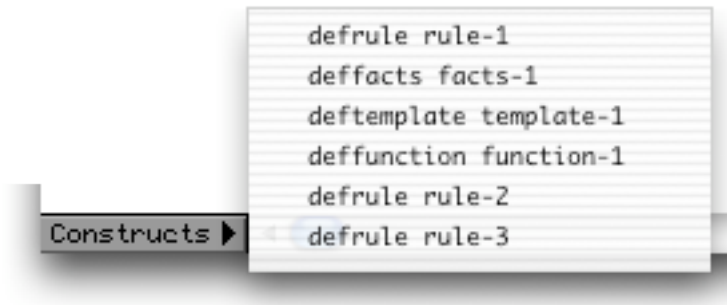 defrule rule-1
deffacts facts-1
deftemplate template-1
deffunction function-1
defrule rule-2
Constructs
defrule rule-3